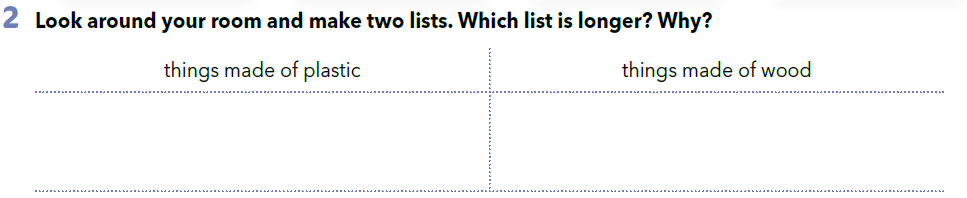 2 Look around your room and make two lists. Which list is longer? Why?
things made of plastic
things made of wood